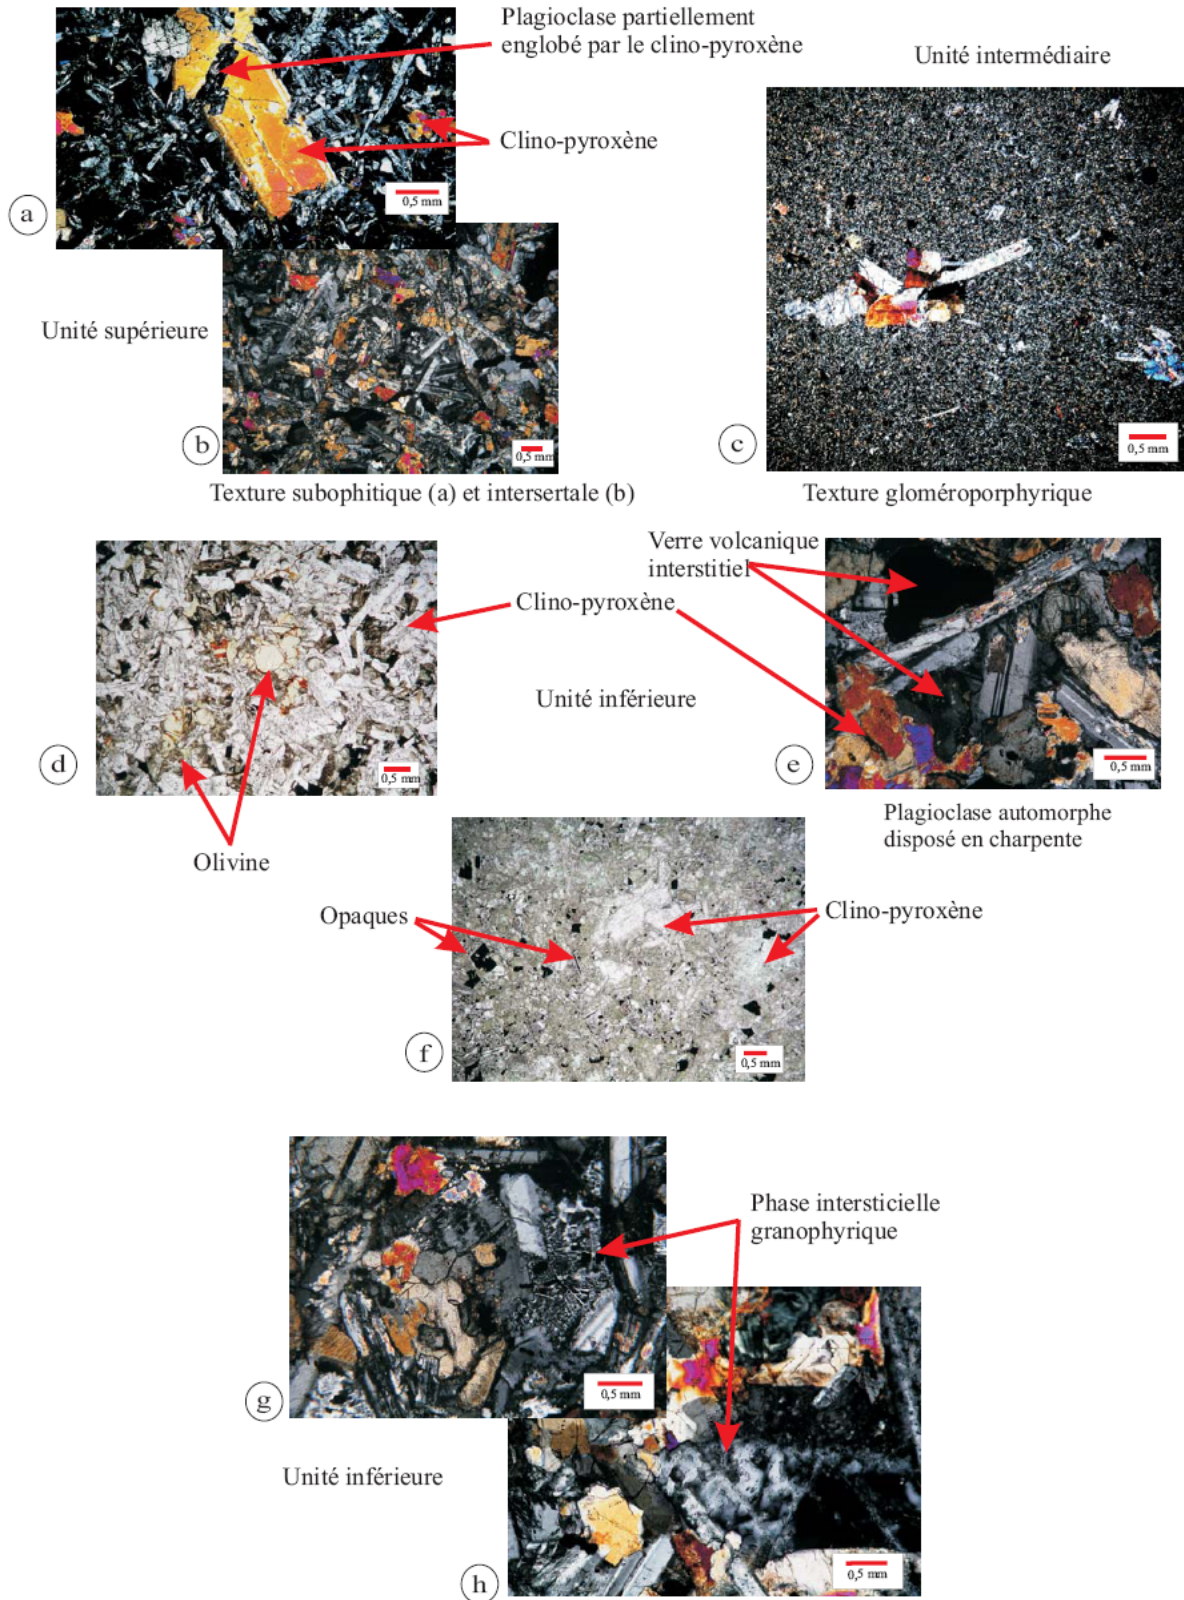 Plagioclase partiellement
englobé par le clino-pyroxène
Unité intermédiaire
Clino-pyroxène
0,5 mm
a
Unité supérieure
b
0,5 mm
c
0,5 mm
Texture subophitique (a) et intersertale (b)
Texture gloméroporphyrique
Verre volcanique
interstitiel
Clino-pyroxène
Unité inférieure
d
0,5 mm
e
0,5 mm
Plagioclase automorphe
disposé en charpente
Olivine
Opaques
Clino-pyroxène
f
0,5 mm
Phase intersticielle
granophyrique
g
0,5 mm
Unité inférieure
h
0,5 mm